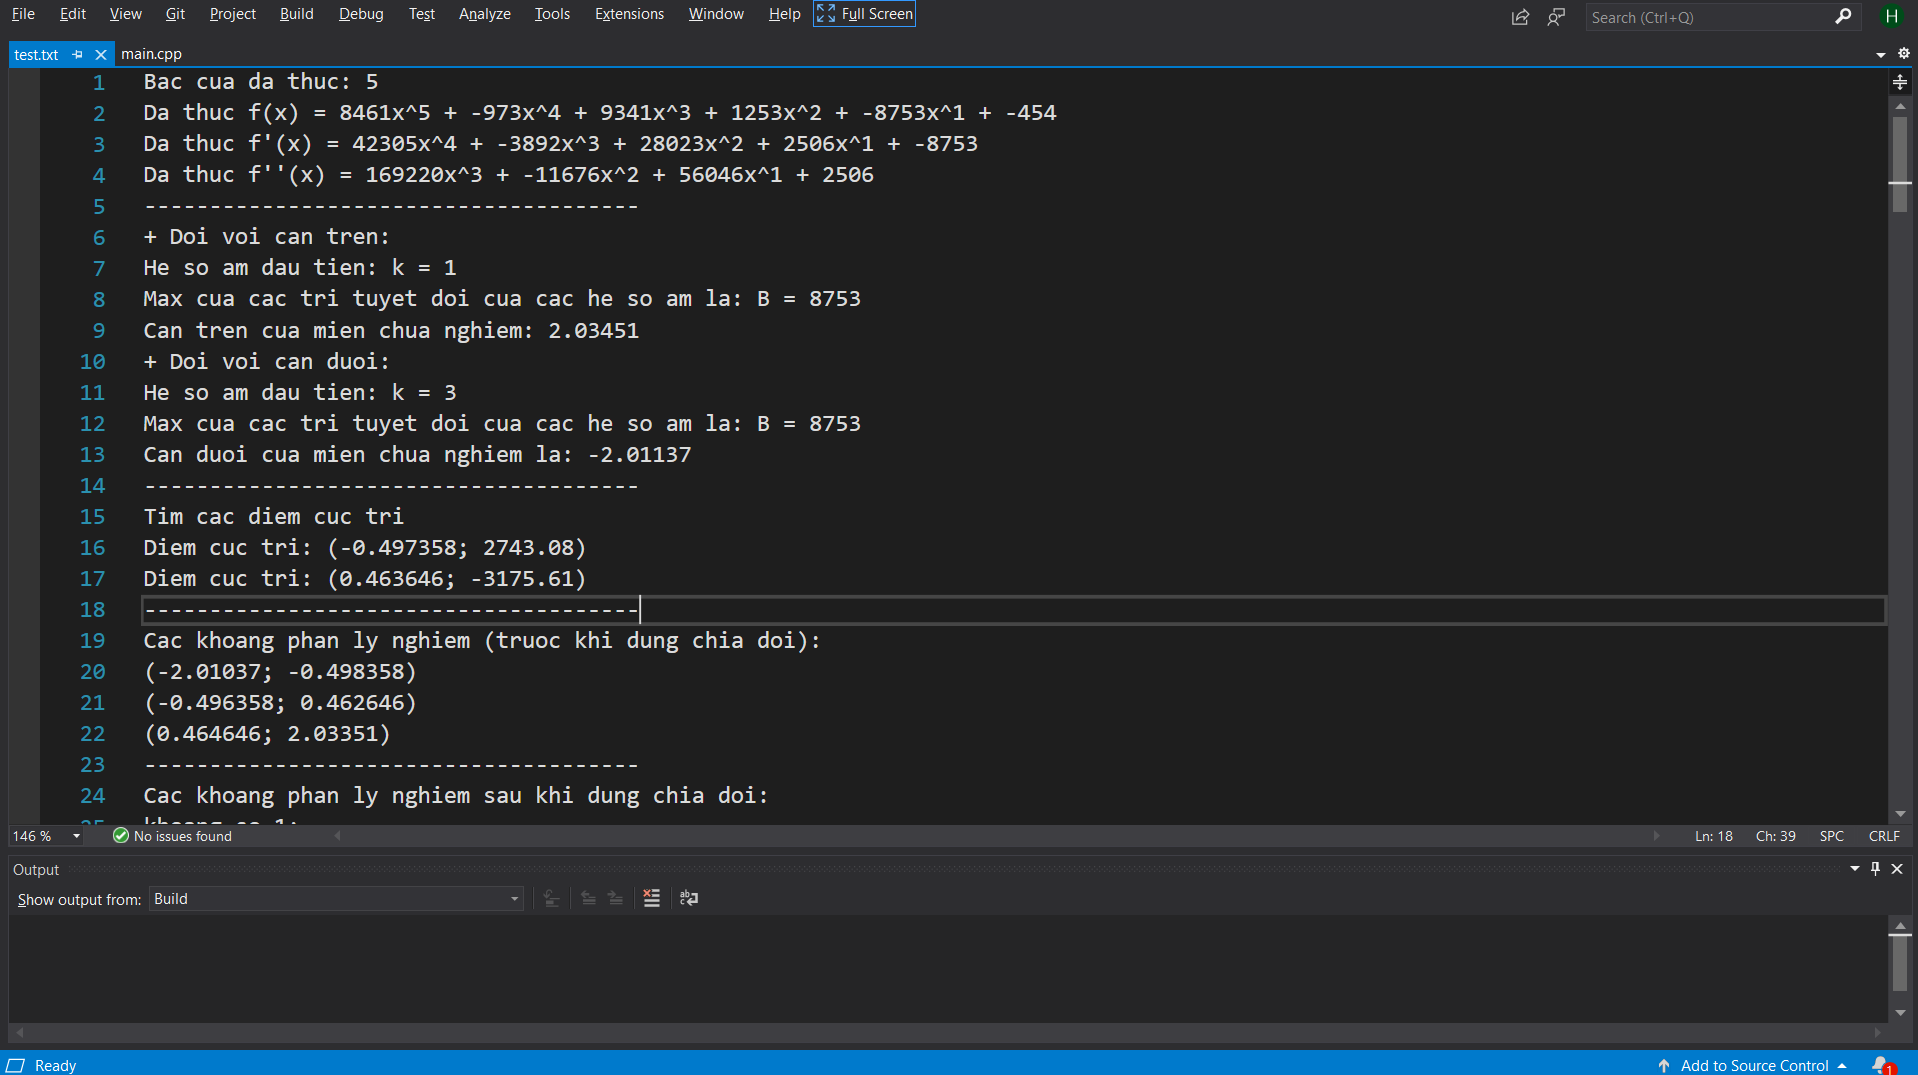 File Edit View Git Project Build Debug Test Analyze Tools Extensions Window Help Full Screen Search (Ctrl+Q) H
test.txt main.cpp
1 Bac cua da thuc: 5
2 Da thuc f(x) = 8461x^5 + -973x^4 + 9341x^3 + 1253x^2 + -8753x^1 + -454
3 Da thuc f'(x) = 42305x^4 + -3892x^3 + 28023x^2 + 2506x^1 + -8753
4 Da thuc f''(x) = 169220x^3 + -11676x^2 + 56046x^1 + 2506
5 --------------------------------------
6 + Doi voi can tren:
7 He so am dau tien: k = 1
8 Max cua cac tri tuyet doi cua cac he so am la: B = 8753
9 Can tren cua mien chua nghiem: 2.03451
10 + Doi voi can duoi:
11 He so am dau tien: k = 3
12 Max cua cac tri tuyet doi cua cac he so am la: B = 8753
13 Can duoi cua mien chua nghiem la: -2.01137
14 --------------------------------------
15 Tim cac diem cuc tri
16 Diem cuc tri: (-0.497358; 2743.08)
17 Diem cuc tri: (0.463646; -3175.61)
18 --------------------------------------
19 Cac khoang phan ly nghiem (truoc khi dung chia doi):
20 (-2.01037; -0.498358)
21 (-0.496358; 0.462646)
22 (0.464646; 2.03351)
23 --------------------------------------
24 Cac khoang phan ly nghiem sau khi dung chia doi:
146 % No issues found Ln: 18 Ch: 39 SPC CRLF
Output
Show output from: Build
Ready Add to Source Control 1